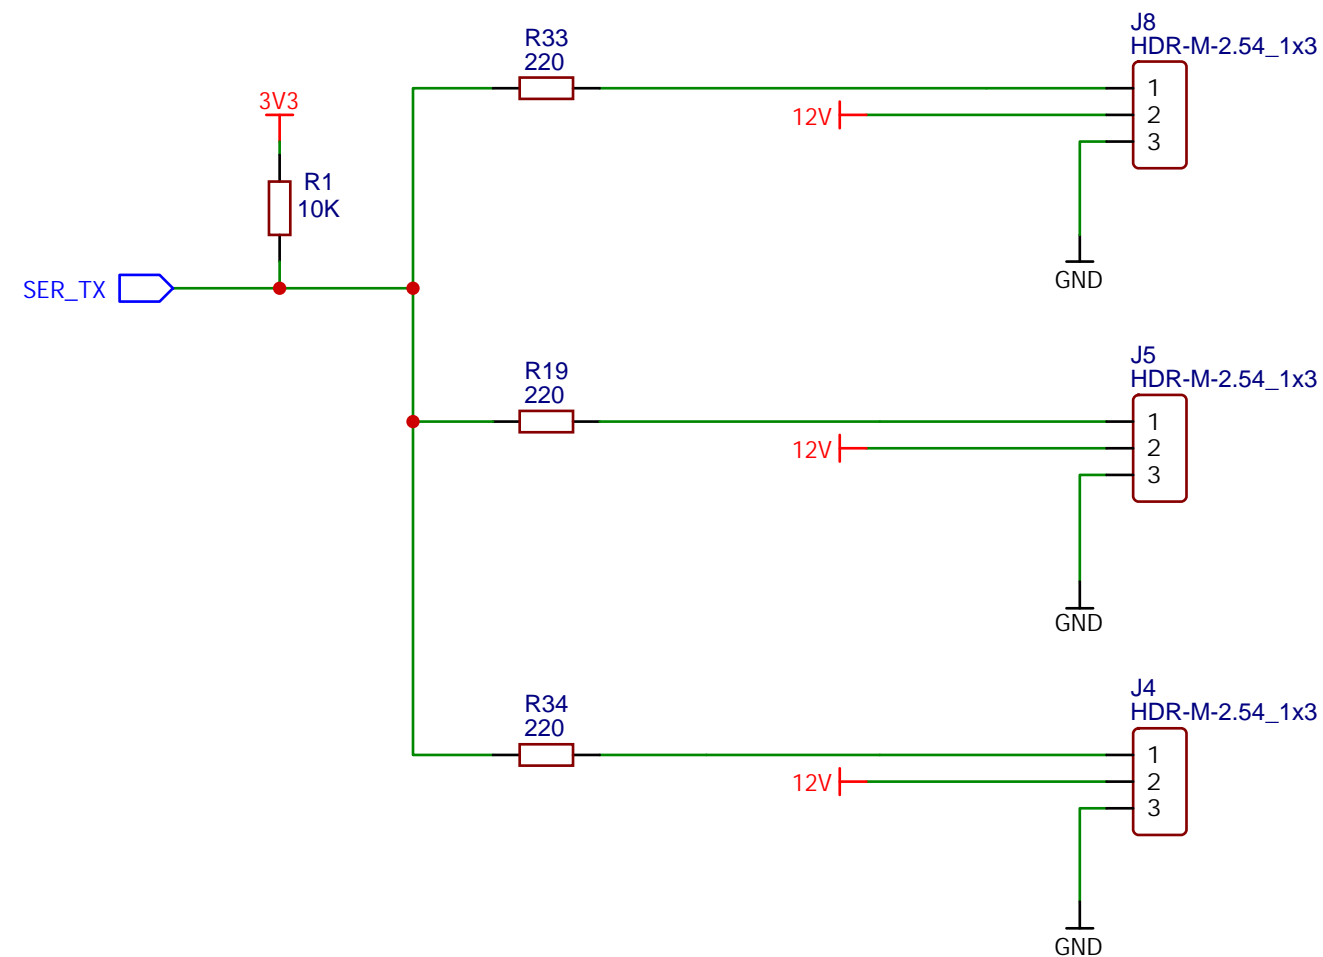 J8
HDR-M-2.54_1x3
R33
220
1
12V
2
3
3V3
R1
10K
GND
SER_TX
J5
HDR-M-2.54_1x3
R19
220
1
12V
2
3
GND
J4
HDR-M-2.54_1x3
R34
220
1
12V
2
3
GND